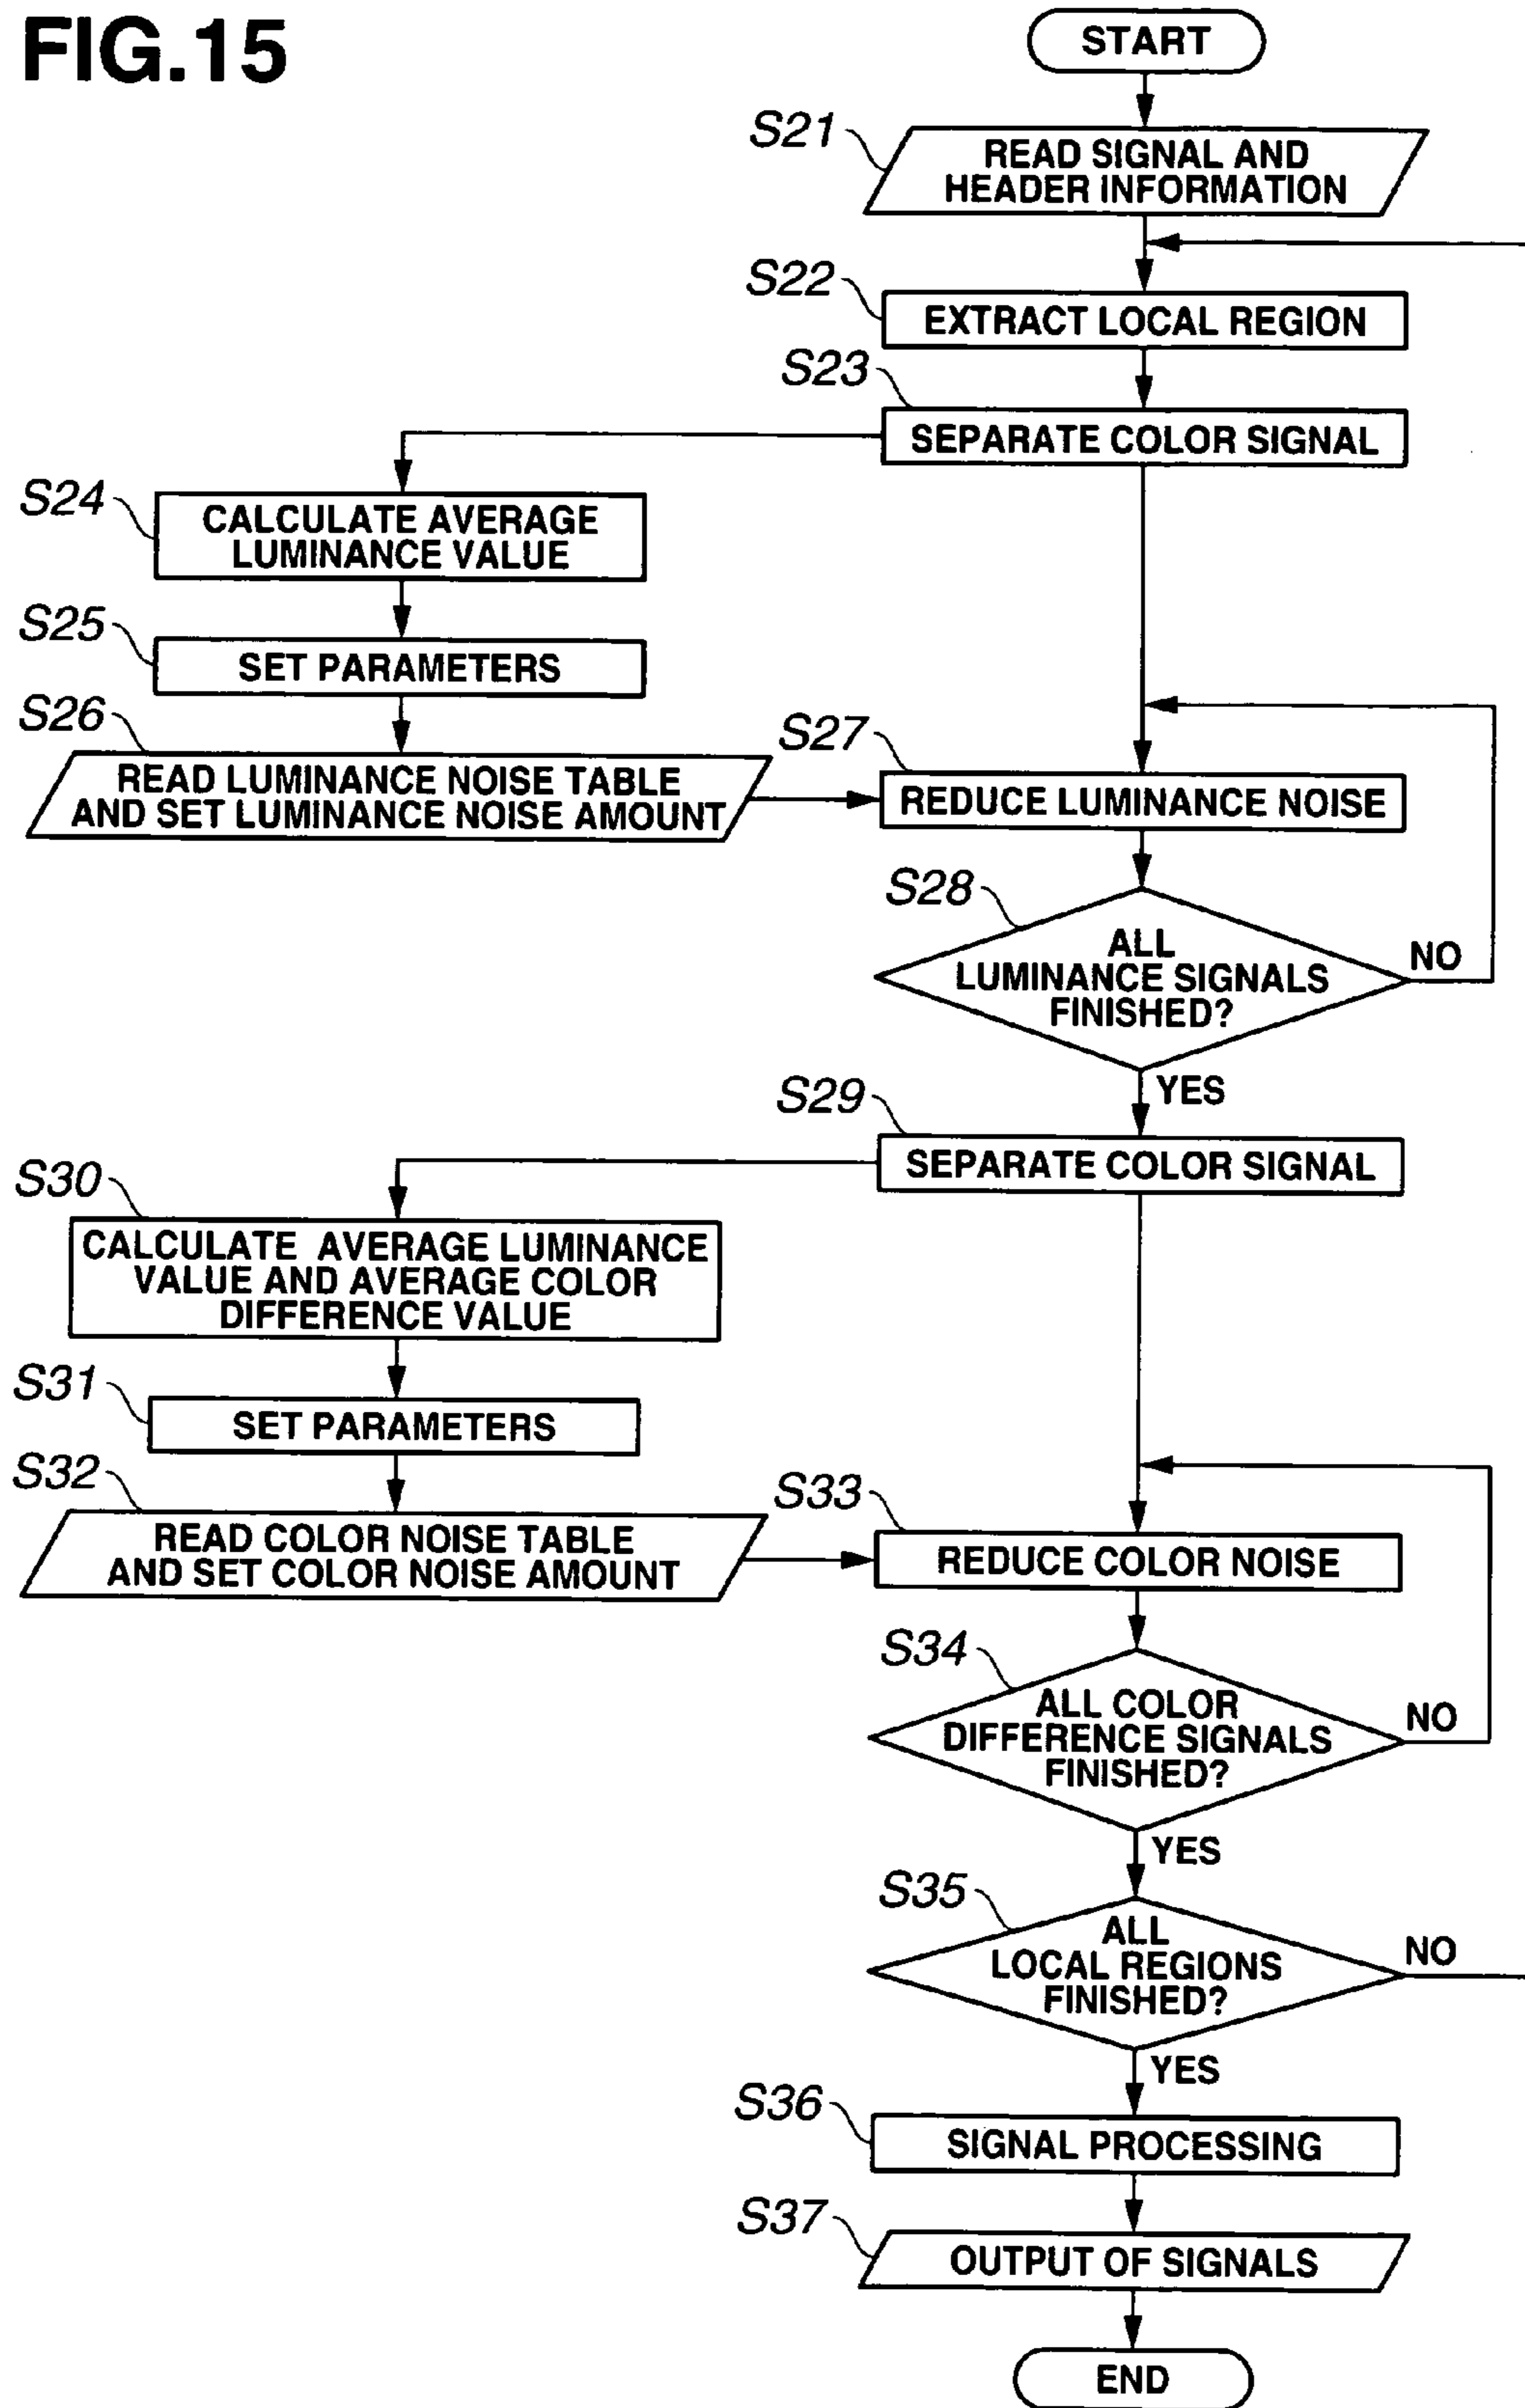 FIG.15
START
S21
READ SIGNAL AND
HEADER INFORMATION
S22
EXTRACT LOCAL REGION
S23
SEPARATE COLOR SIGNAL
S24
CALCULATE AVERAGE
LUMINANCE VALUE
S25
SET PARAMETERS
S26
READ LUMINANCE NOISE TABLE
AND SET LUMINANCE NOISE AMOUNT
S27
REDUCE LUMINANCE NOISE
S28
ALL
LUMINANCE SIGNALS
FINISHED?
NO
YES
S29
SEPARATE COLOR SIGNAL
S30
CALCULATE AVERAGE LUMINANCE
VALUE AND AVERAGE COLOR
DIFFERENCE VALUE
S31
SET PARAMETERS
S32
READ COLOR NOISE TABLE
AND SET COLOR NOISE AMOUNT
S33
REDUCE COLOR NOISE
S34
ALL COLOR
DIFFERENCE SIGNALS
FINISHED?
NO
YES
S35
ALL
LOCAL REGIONS
FINISHED?
NO
YES
S36
SIGNAL PROCESSING
S37
OUTPUT OF SIGNALS
END